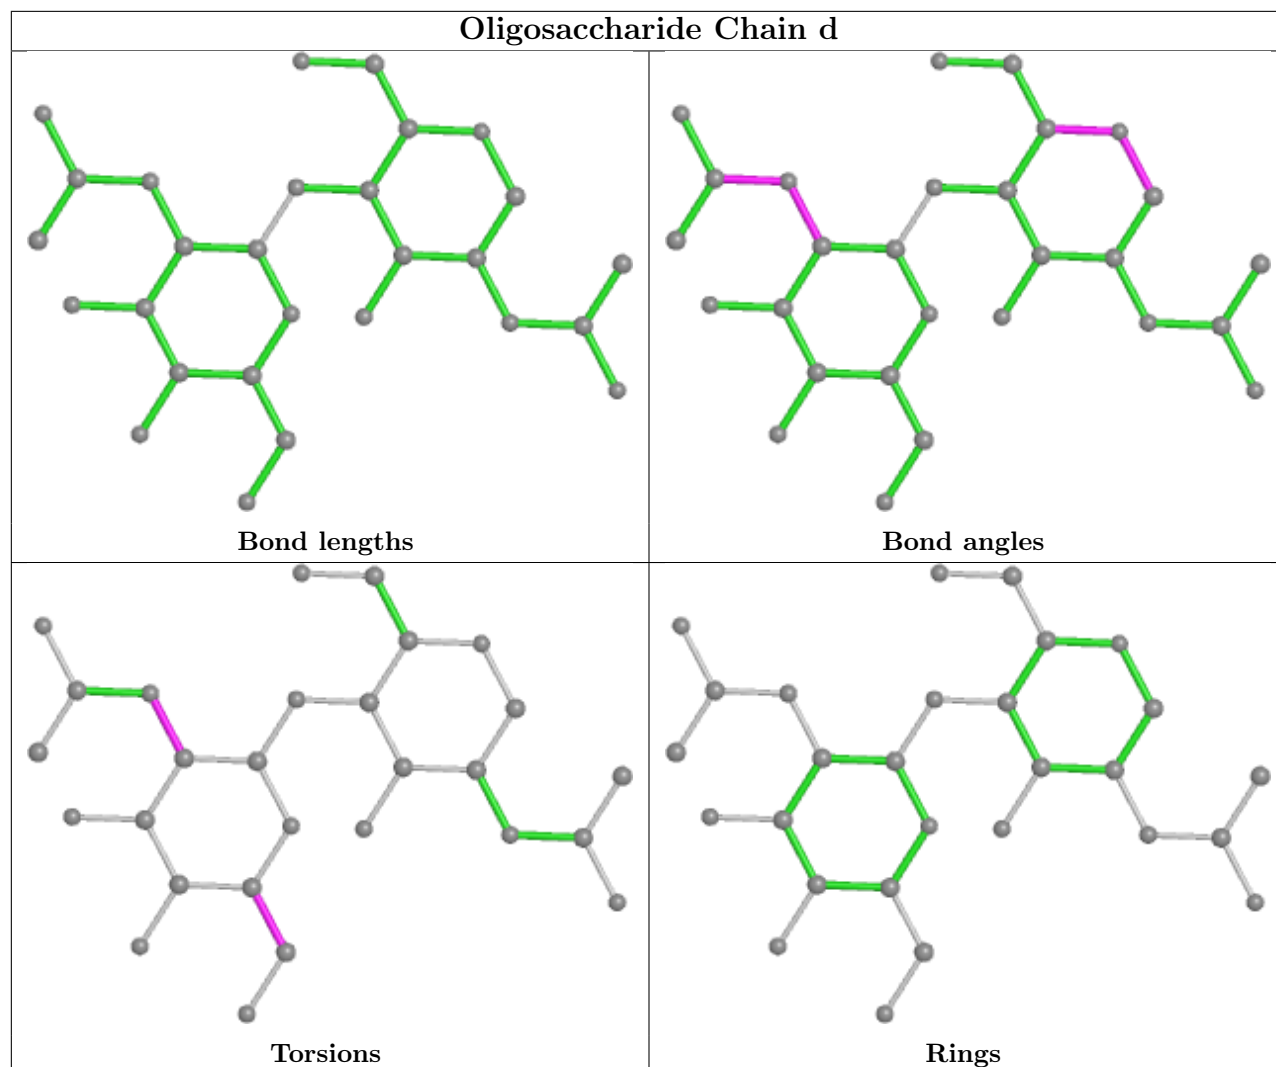 Oligosaccharide Chain d
Bond lengths
Bond angles
Torsions
Rings